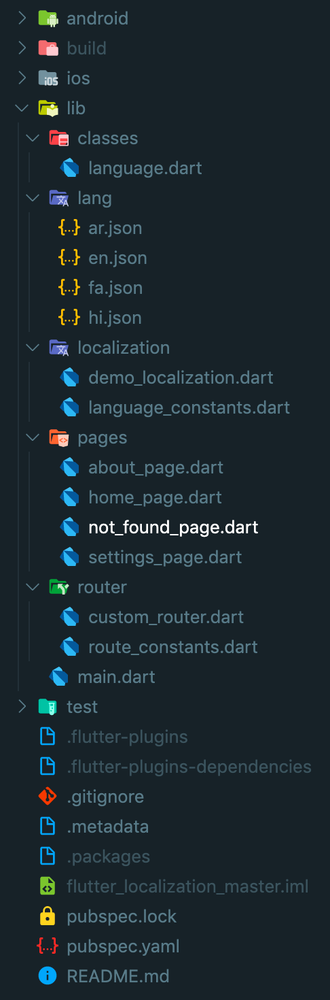 android
build
ios
lib
classes
language.dart
lang
{...} ar.json
{...} en.json
{...} fa.json
{...} hi.json
localization
demo_localization.dart
language_constants.dart
pages
about_page.dart
home_page.dart
not_found_page.dart
settings_page.dart
router
custom_router.dart
route_constants.dart
main.dart
test
.flutter-plugins
.flutter-plugins-dependencies
.gitignore
.metadata
.packages
flutter_localization_master.iml
pubspec.lock
{...} pubspec.yaml
README.md